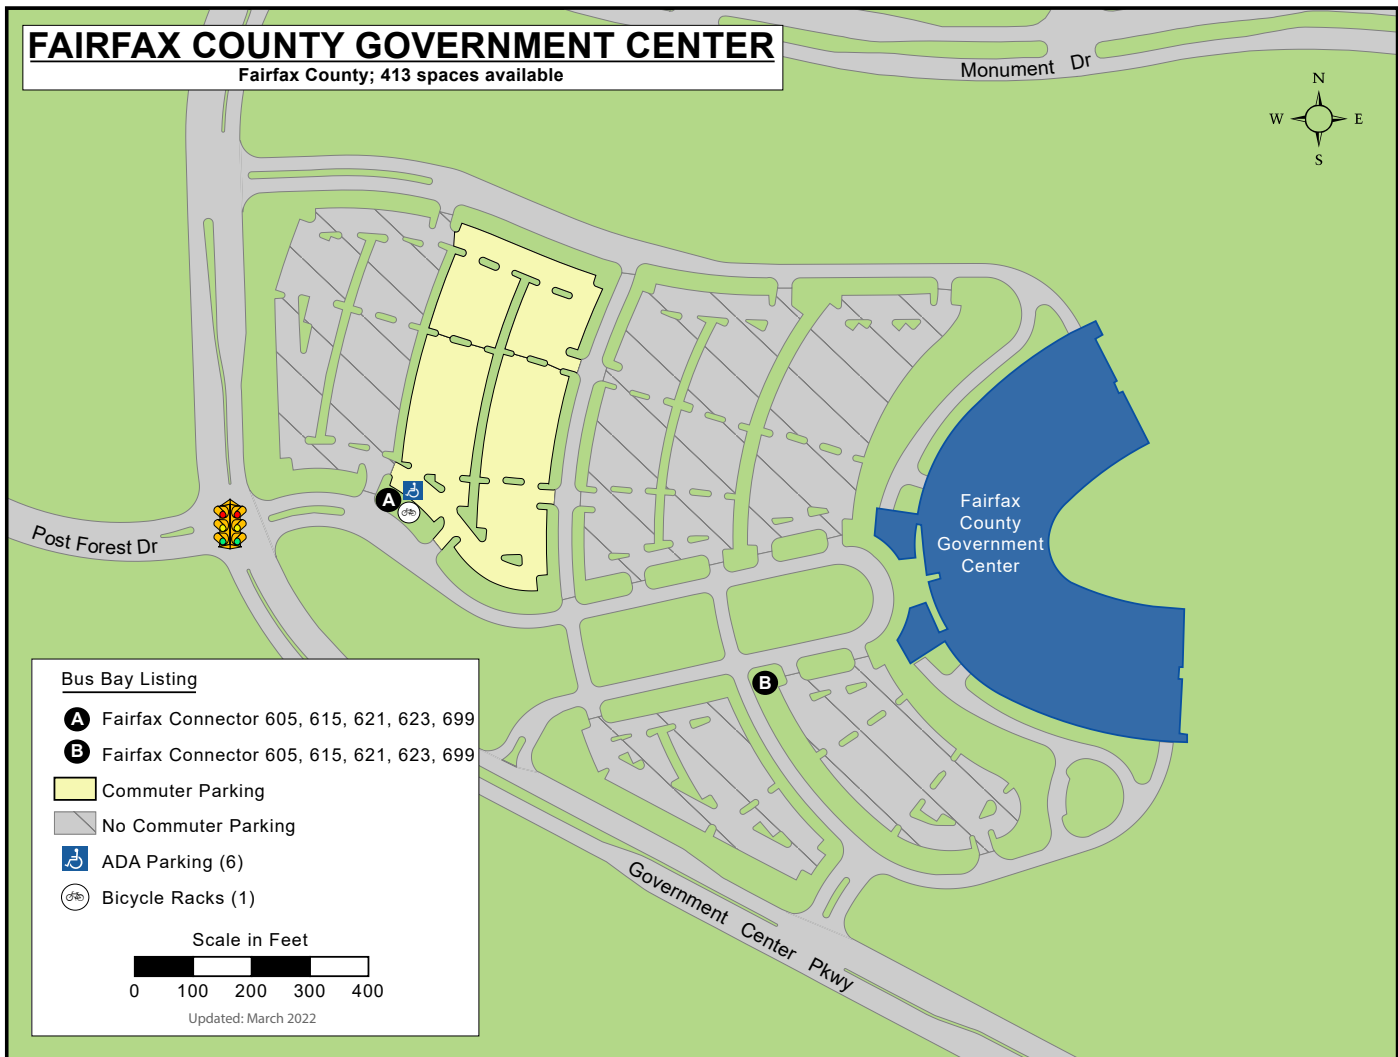 FAIRFAX COUNTY GOVERNMENT CENTER
Fairfax County; 413 spaces available
Monument Dr
N
W E
S
A
Fairfax
County
Government
Center
Post Forest Dr
B
Bus Bay Listing
A Fairfax Connector 605, 615, 621, 623, 699
B Fairfax Connector 605, 615, 621, 623, 699
Commuter Parking
No Commuter Parking
ADA Parking (6)
Bicycle Racks (1)
Government Center Pkwy
Scale in Feet
0 100 200 300 400
Updated: March 2022